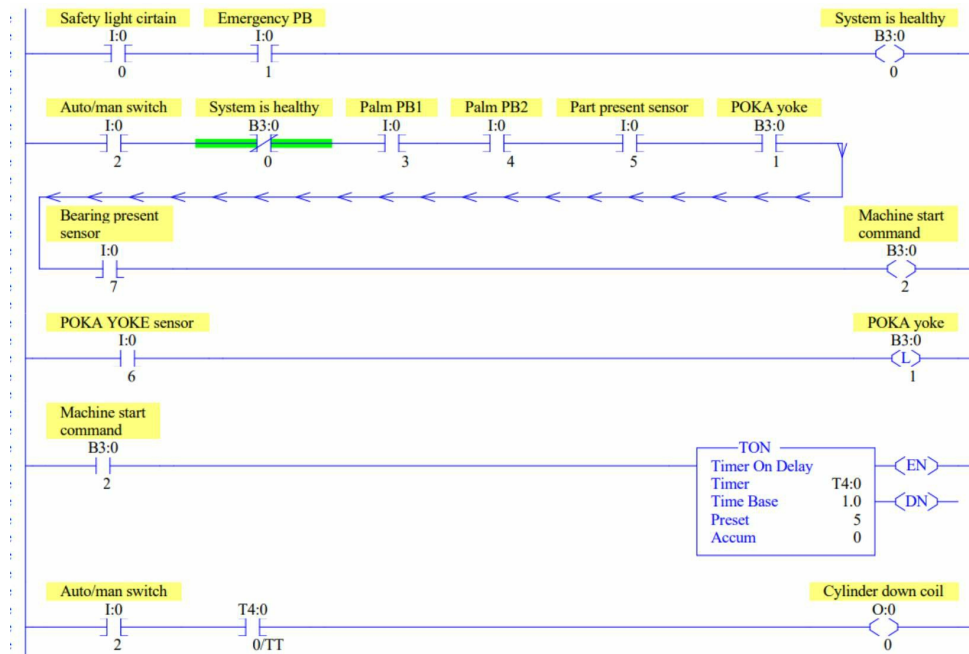 Safety light cirtain Emergency PB System is healthy
I:0 I:0 B3:0
0 1 0
Auto/man switch System is healthy Palm PB1 Palm PB2 Part present sensor POKA yoke
I:0 B3:0 I:0 I:0 I:0 B3:0
2 0 3 4 5 1
Bearing present Machine start
sensor command
I:0 B3:0
7 2
POKA YOKE sensor POKA yoke
I:0 B3:0
L
6 1
Machine start
command
B3:0
2
TON
Timer On Delay EN
Timer T4:0
Time Base 1.0 DN
Preset 5
Accum 0
Auto/man switch Cylinder down coil
I:0 T4:0 O:0
2 0/TT 0